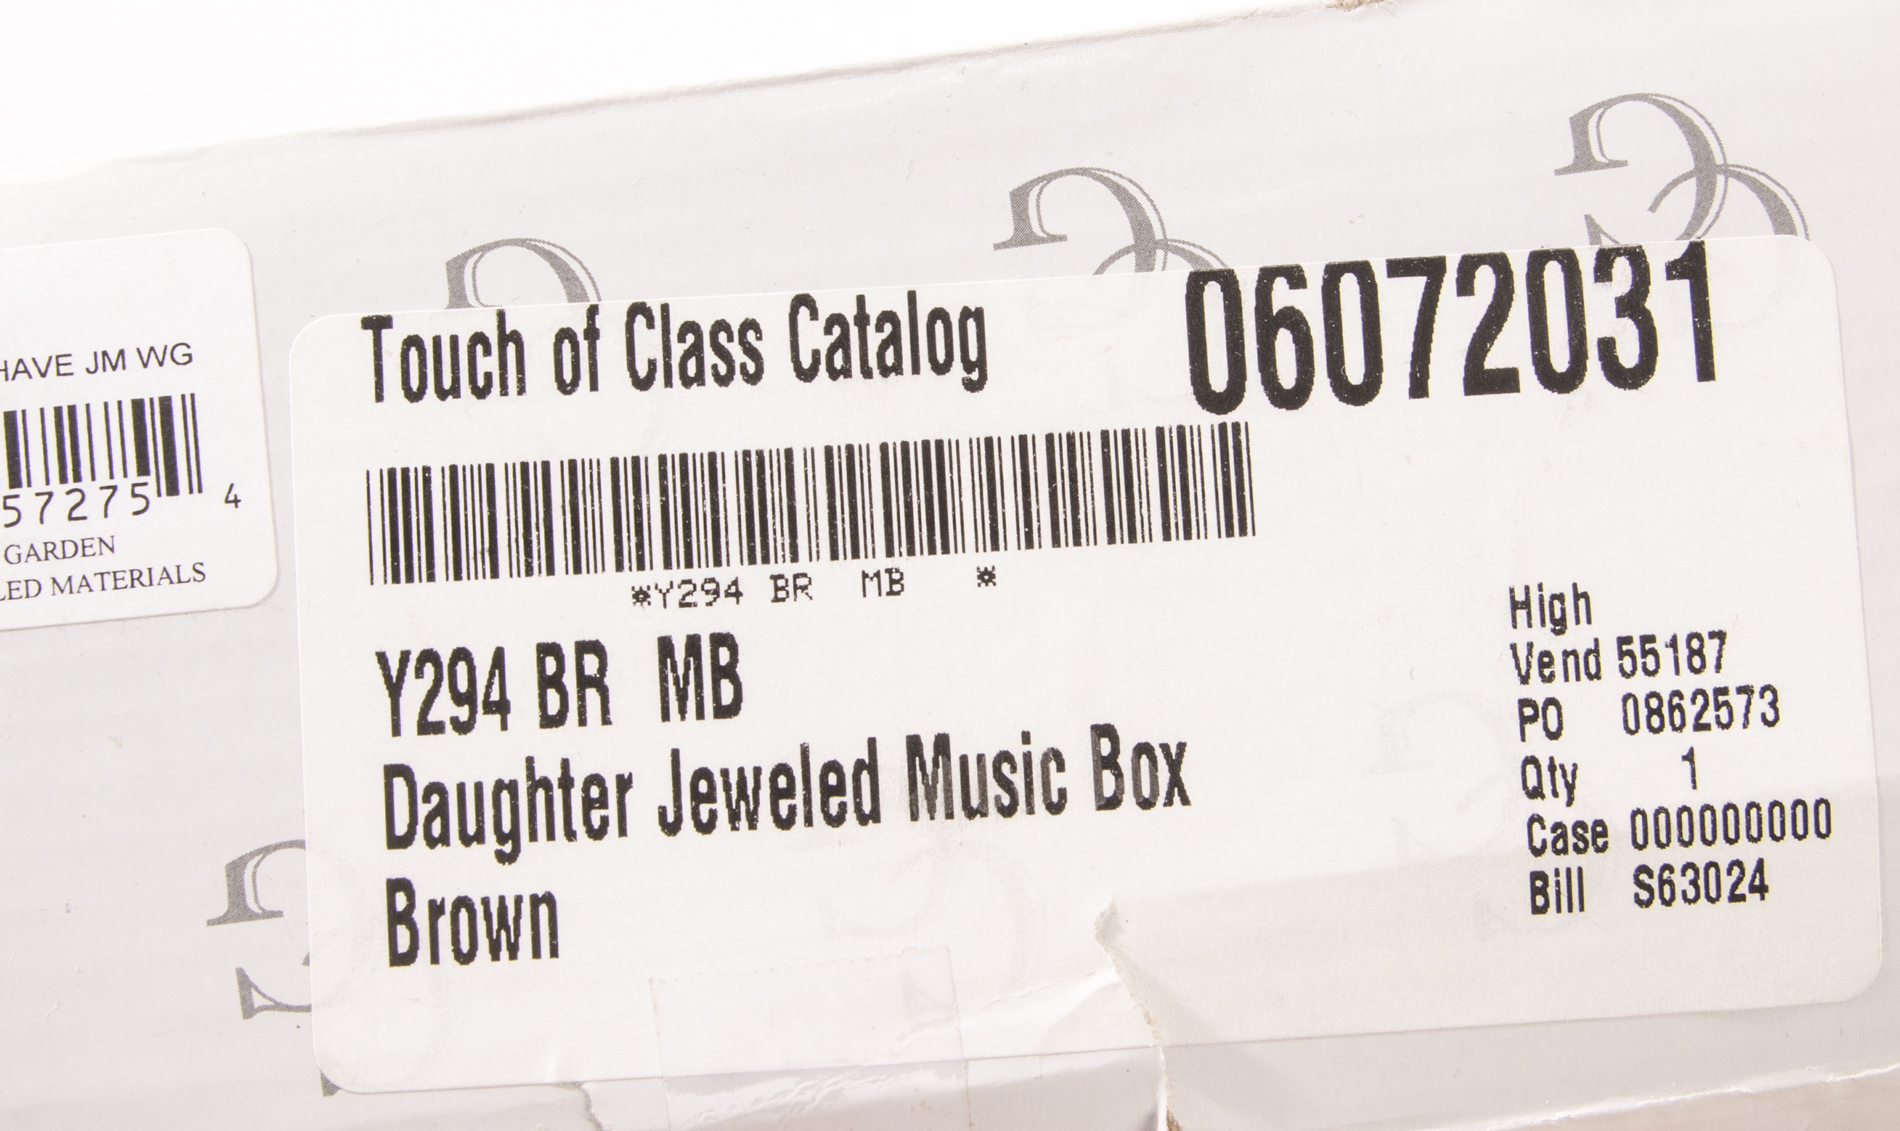 HAVE JM WG
57275 4
GARDEN
LED MATERIALS
Touch of Class Catalog
06072031
*Y294 BR MB *
Y294 BR MB
Daughter Jeweled Music Box
Brown
High
Vend 55187
PO 0862573
Qty 1
Case 000000000
Bill S63024